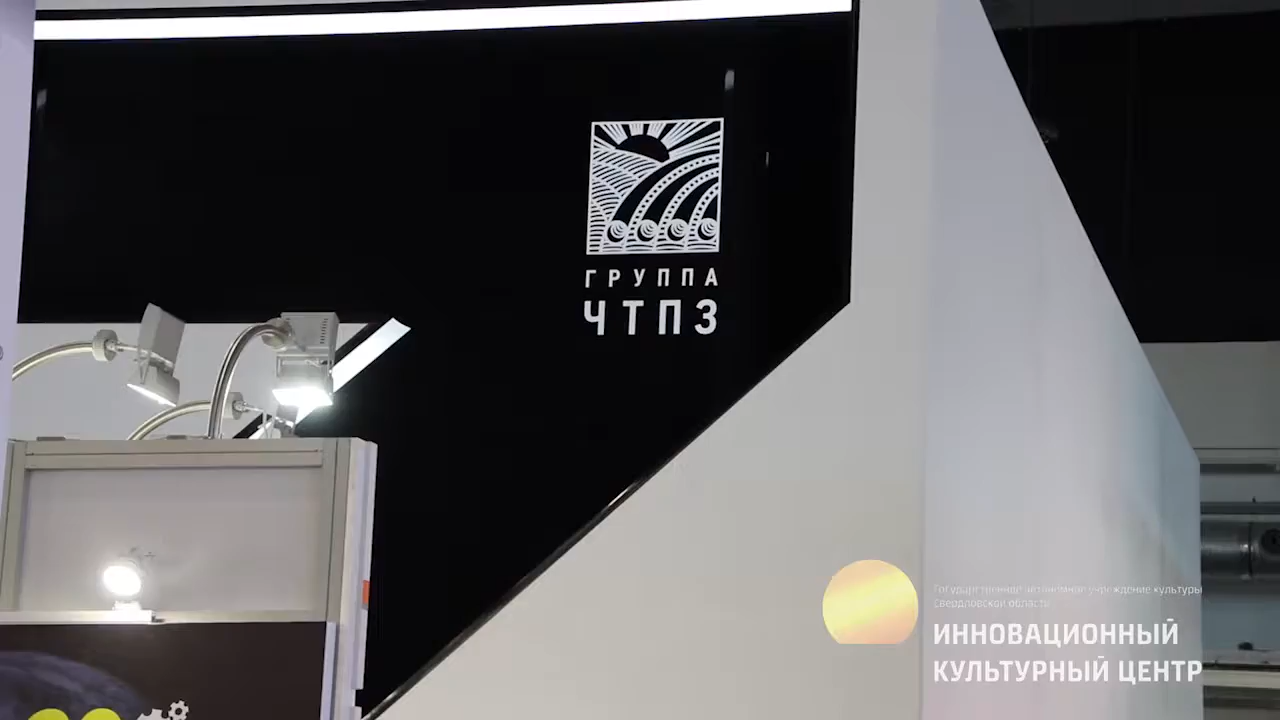 ГРУППА
ЧТПЗ
Государственное автономное учреждение культуры
Свердловской области
ИННОВАЦИОННЫЙ
КУЛЬТУРНЫЙ ЦЕНТР